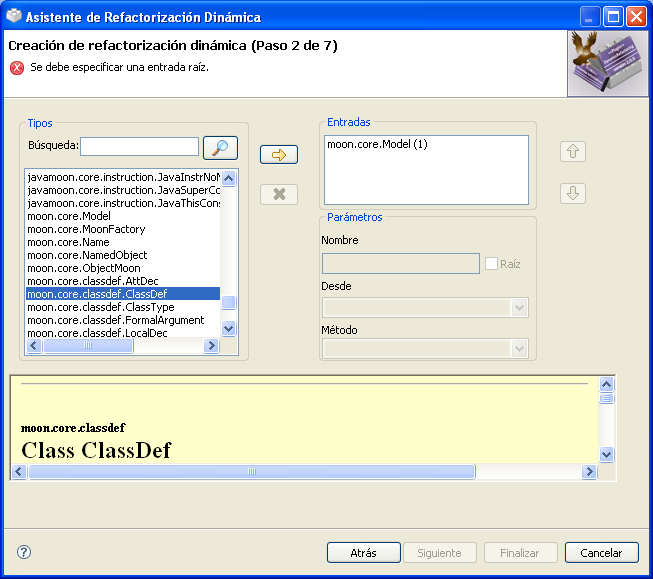 Asistente de Refactorización Dinámica
Creación de refactorización dinámica (Paso 2 de 7)
Se debe especificar una entrada raíz.
Tipos
Búsqueda:
javamoon.core.instruction.JavaInstrNoM
javamoon.core.instruction.JavaSuperCo
javamoon.core.instruction.JavaThisCons
moon.core.Model
moon.core.MoonFactory
moon.core.Name
moon.core.NamedObject
moon.core.ObjectMoon
moon.core.classdef.AttDec
moon.core.classdef.ClassDef
moon.core.classdef.ClassType
moon.core.classdef.FormalArgument
moon.core.classdef.LocalDec
Entradas
moon.core.Model (1)
Parámetros
Nombre
Raíz
Desde
Método
moon.core.classdef
Class ClassDef
Atrás
Siguiente
Finalizar
Cancelar